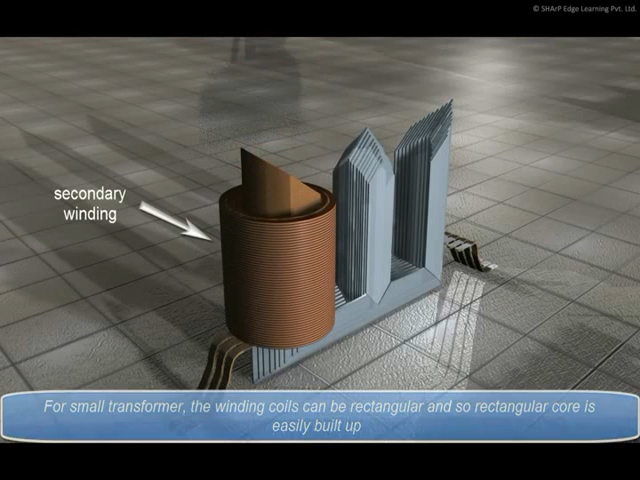 © SHArP Edge Learning Pvt. Ltd.
secondary
winding
For small transformer, the winding coils can be rectangular and so rectangular core is
easily built up